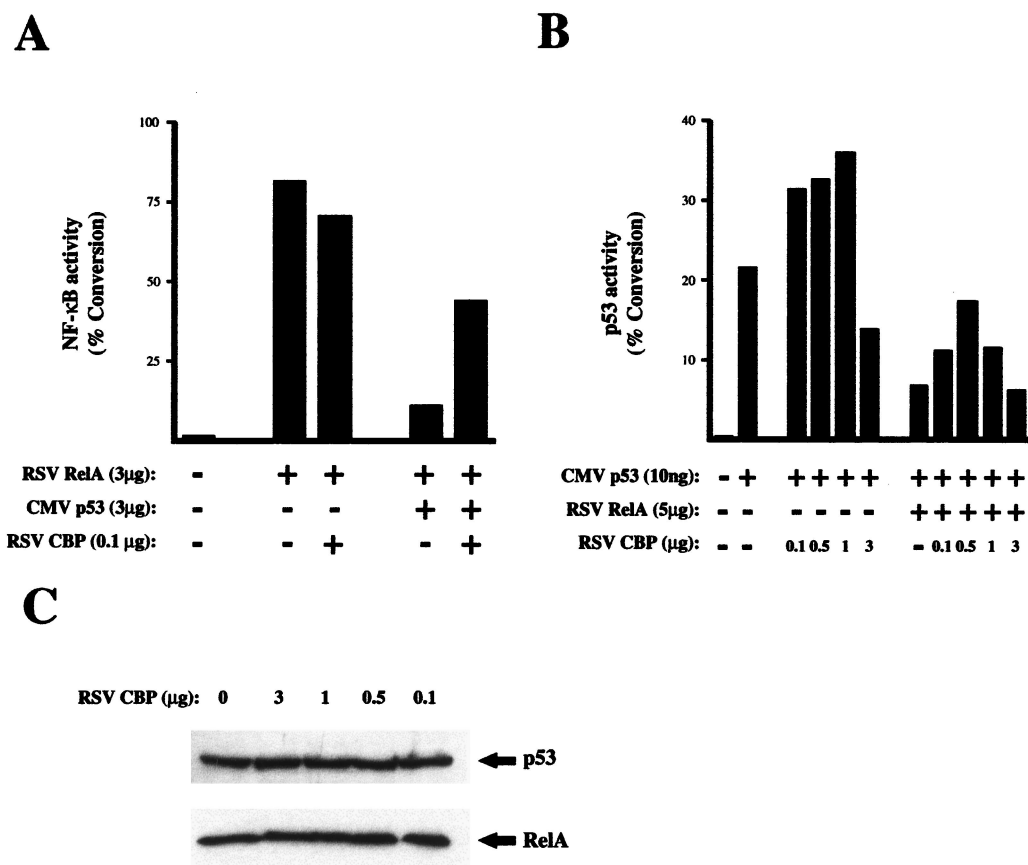 A
NF-κB activity
(% Conversion)
100
75
50
25
RSV RelA (3μg): - + + + +
CMV p53 (3μg): - - - + +
RSV CBP (0.1 μg): - - + - +
B
p53 activity
(% Conversion)
40
30
20
10
CMV p53 (10ng): - + + + + + + + + + +
RSV RelA (5μg): - - - - - - + + + + +
RSV CBP (μg): - - 0.1 0.5 1 3 - 0.1 0.5 1 3
C
RSV CBP (μg): 0 3 1 0.5 0.1
p53
RelA